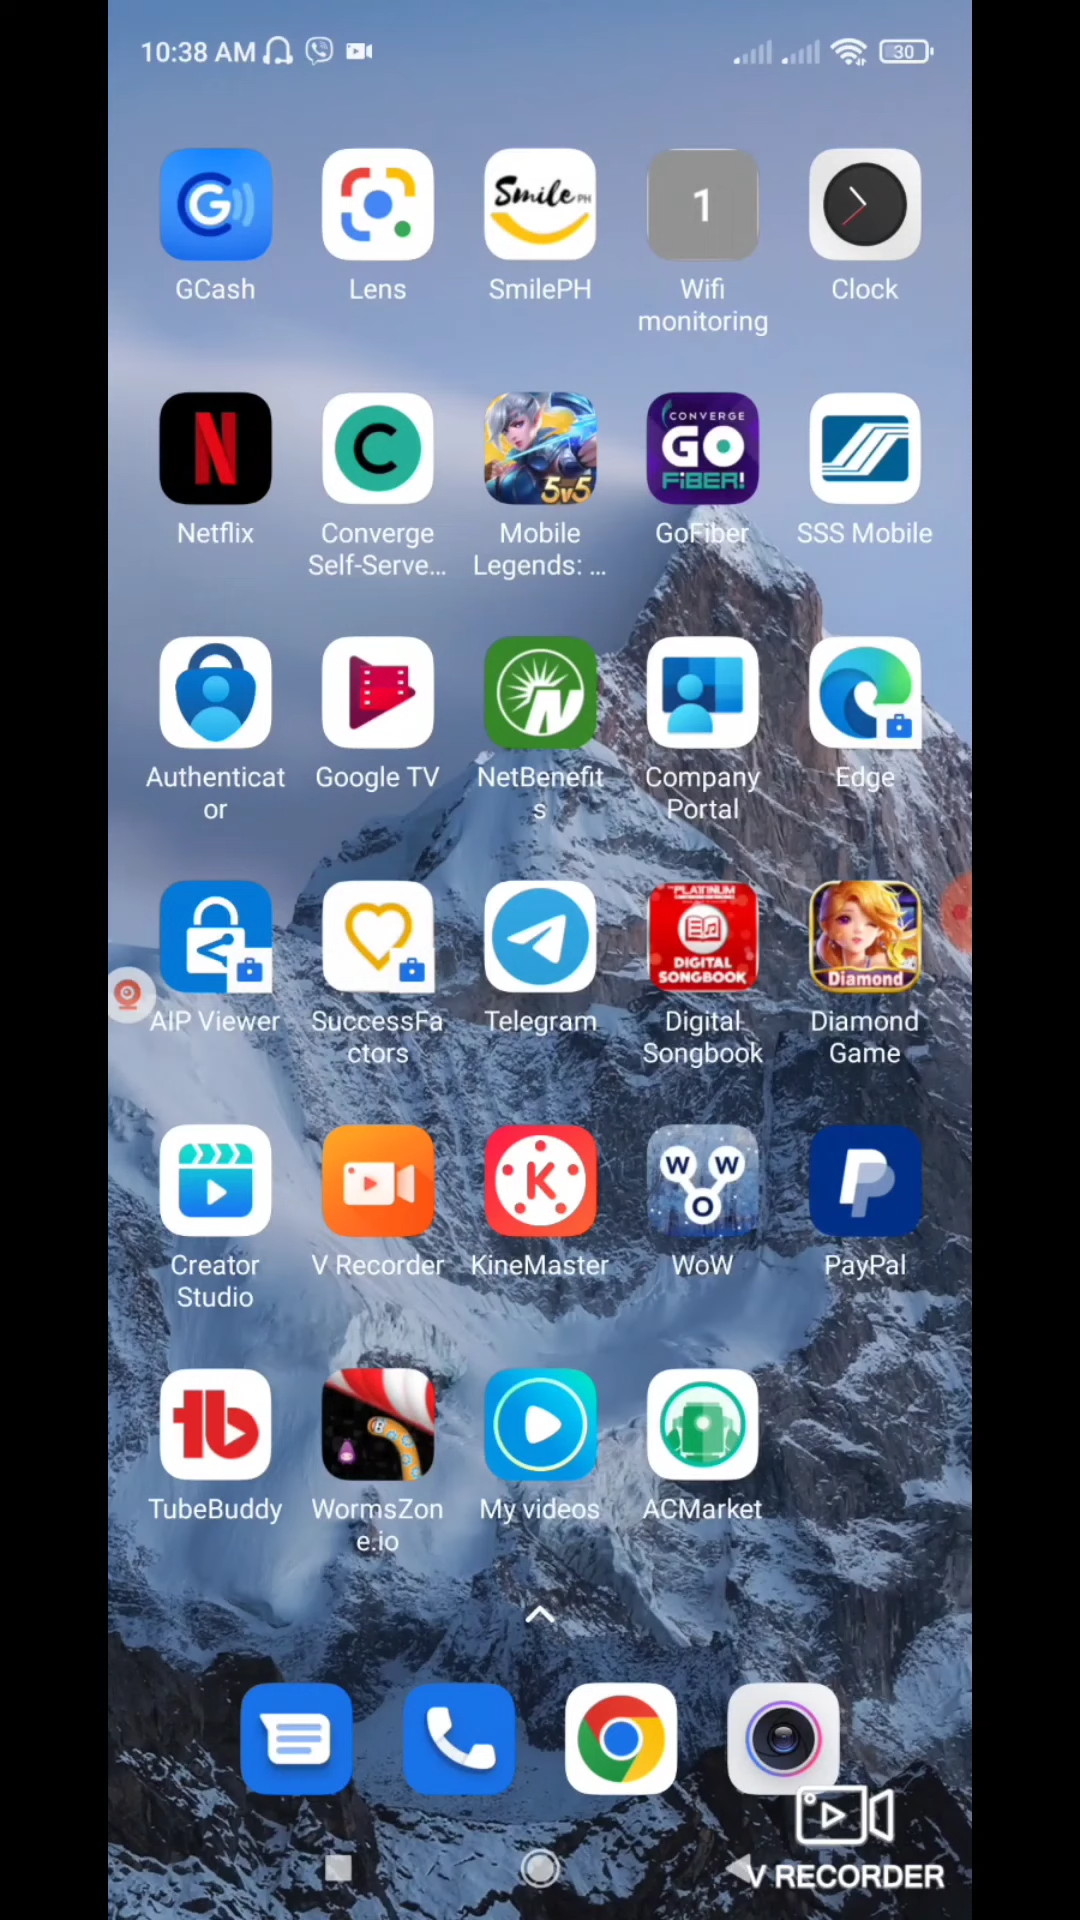 10:38 AM
30
G
Smile PH
1
GCash
Lens
SmilePH
Wifi
monitoring
Clock
N
C
5v5
CONVERGE
GO
FiBER!
Netflix
Converge
Self-Serve...
Mobile
Legends: ...
GoFiber
SSS Mobile
N
Authenticat
or
Google TV
NetBenefit
s
Company
Portal
Edge
PLATINUM
DIGITAL
SONGBOOK
Diamond
AIP Viewer
SuccessFa
ctors
Telegram
Digital
Songbook
Diamond
Game
K
W W
O
P
Creator
Studio
V Recorder
KineMaster
WoW
PayPal
tb
TubeBuddy
WormsZon
e.io
My videos
ACMarket
V RECORDER